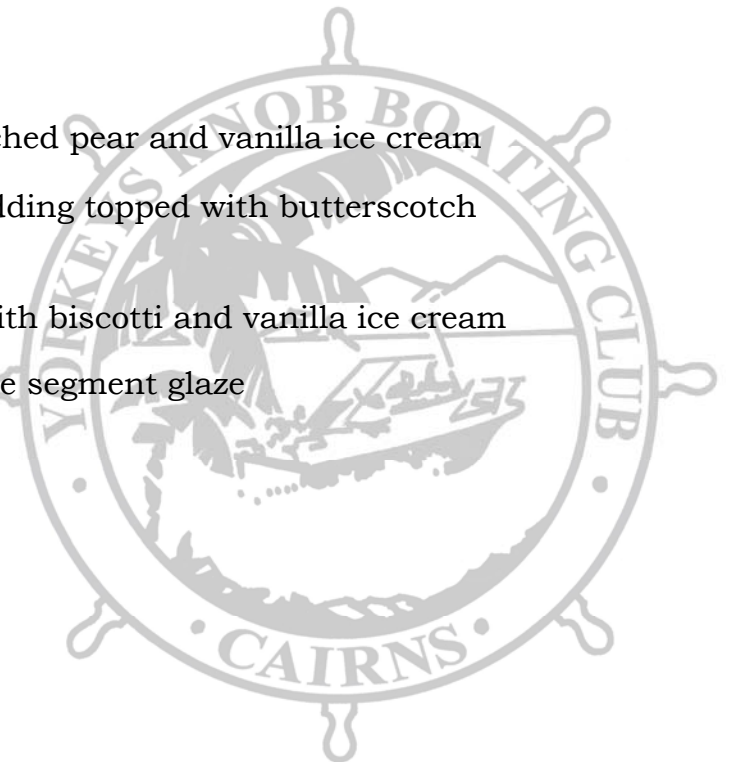 ched pear and vanilla ice cream
dding topped with butterscotch
ith biscotti and vanilla ice cream
e segment glaze
YORKEYS KNOB BOATING CLUB
CAIRNS